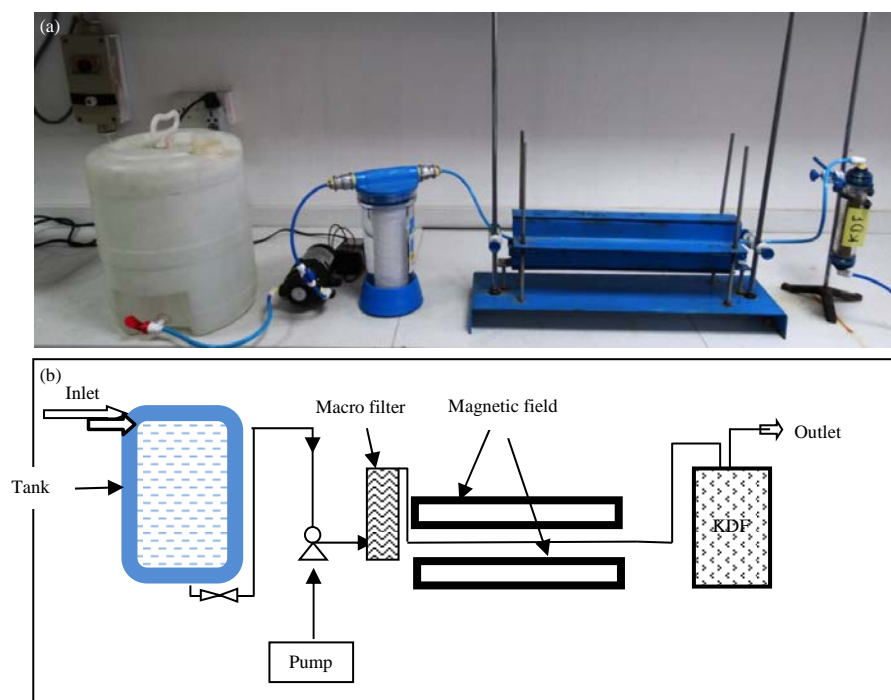 (a)
KDF
(b)
Inlet
Macro filter
Magnetic field
Outlet
Tank
KDF
Pump